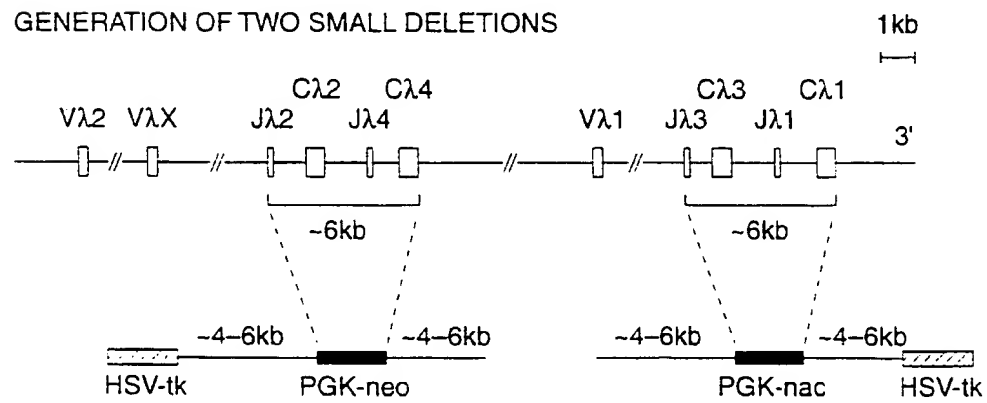 GENERATION OF TWO SMALL DELETIONS
1kb
Vλ2 VλX Jλ2 Cλ2 Jλ4 Cλ4 Vλ1 Jλ3 Cλ3 Jλ1 Cλ1 3'
~6kb ~6kb
~4–6kb ~4–6kb ~4–6kb ~4–6kb
HSV-tk PGK-neo PGK-nac HSV-tk